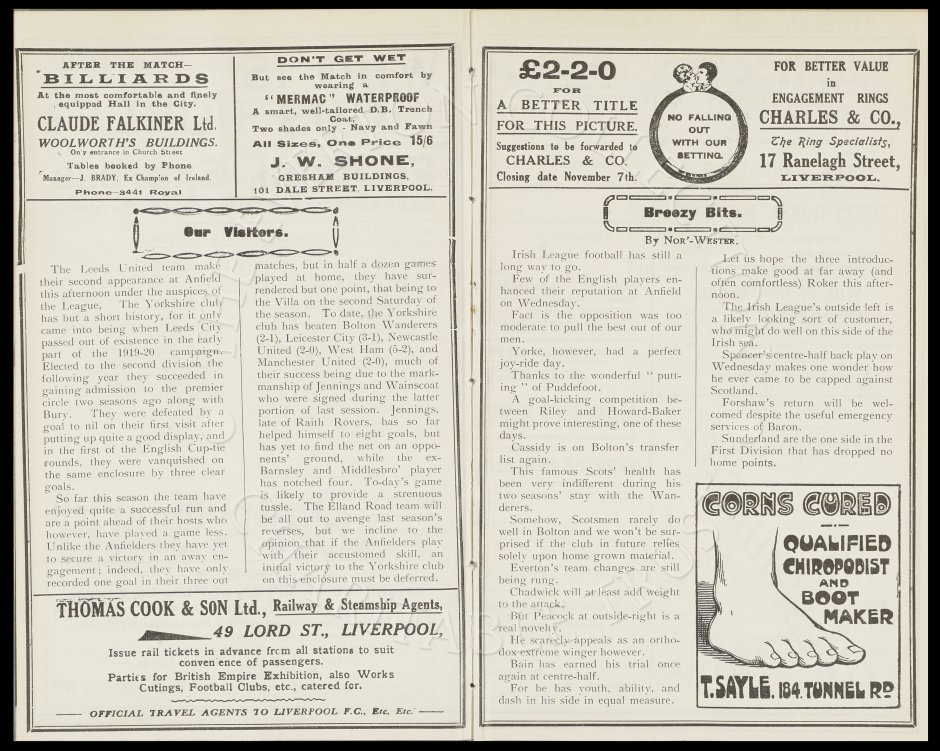 AFTER THE MATCH—
BILLIARDS
At the most comfortable and finely
equipped Hall in the City.
CLAUDE FALKINER Ltd.
WOOLWORTH'S BUILDINGS.
Only entrance in Church Street
Tables booked by Phone
Manager—J. BRADY, Ex Champion of Ireland.
Phone—3441 Royal
DON'T GET WET
But see the Match in comfort by
wearing a
"MERMAC" WATERPROOF
A smart, well-tailored D.B. Trench
Coat,
Two shades only - Navy and Fawn
All Sizes, One Price 15/6
J. W. SHONE,
GRESHAM BUILDINGS,
101 DALE STREET, LIVERPOOL.
Our Visitors.
The Leeds United team make
their second appearance at Anfield
this afternoon under the auspices of
the League. The Yorkshire club
has but a short history, for it only
came into being when Leeds City
passed out of existence in the early
part of the 1919-20 campaign.
Elected to the second division the
following year they succeeded in
gaining admission to the premier
circle two seasons ago along with
Bury. They were defeated by a
goal to nil on their first visit after
putting up quite a good display, and
in the first of the English Cup-tie
rounds, they were vanquished on
the same enclosure by three clear
goals.
So far this season the team have
enjoyed quite a successful run and
are a point ahead of their hosts who
however, have played a game less.
Unlike the Anfielders they have yet
to secure a victory in an away en-
gagement; indeed, they have only
recorded one goal in their three out
matches, but in half a dozen games
played at home, they have sur-
rendered but one point, that being to
the Villa on the second Saturday of
the season. To date, the Yorkshire
club has beaten Bolton Wanderers
(2-1), Leicester City (3-1), Newcastle
United (2-0), West Ham (5-2), and
Manchester United (2-0), much of
their success being due to the mark-
manship of Jennings and Wainscoat
who were signed during the latter
portion of last session. Jennings,
late of Raith Rovers, has so far
helped himself to eight goals, but
has yet to find the net on an oppo-
nents' ground, while the ex-
Barnsley and Middlesbro' player
has notched four. To-day's game
is likely to provide a strenuous
tussle. The Elland Road team will
be all out to avenge last season's
reverses, but we incline to the
opinion that if the Anfielders play
with their accustomed skill, an
initial victory to the Yorkshire club
on this enclosure must be deferred.
THOMAS COOK & SON Ltd., Railway & Steamship Agents,
49 LORD ST., LIVERPOOL,
Issue rail tickets in advance from all stations to suit
convenience of passengers.
Parties for British Empire Exhibition, also Works
Cutings, Football Clubs, etc., catered for.
OFFICIAL TRAVEL AGENTS TO LIVERPOOL F.C., Etc. Etc.
£2-2-0
FOR
A BETTER TITLE
FOR THIS PICTURE.
Suggestions to be forwarded to
CHARLES & CO.
Closing date November 7th.
NO FALLING
OUT
WITH OUR
SETTING.
FOR BETTER VALUE
in
ENGAGEMENT RINGS
CHARLES & CO.,
The Ring Specialists,
17 Ranelagh Street,
LIVERPOOL.
Breezy Bits.
By Nor'-Wester.
Irish League football has still a
long way to go.
Few of the English players en-
hanced their reputation at Anfield
on Wednesday.
Fact is the opposition was too
moderate to pull the best out of our
men.
Yorke, however, had a perfect
joy-ride day.
Thanks to the wonderful " put-
ting " of Puddefoot.
A goal-kicking competition be-
tween Riley and Howard-Baker
might prove interesting, one of these
days.
Cassidy is on Bolton's transfer
list again.
This famous Scots' health has
been very indifferent during his
two seasons' stay with the Wan-
derers.
Somehow, Scotsmen rarely do
well in Bolton and we won't be sur-
prised if the club in future relies
solely upon home grown material.
Everton's team changes are still
being rung.
Chadwick will at least add weight
to the attack.
But Peacock at outside-right is a
real novelty.
He scarcely appeals as an ortho-
dox extreme winger however.
Bain has earned his trial once
again at centre-half.
For he has youth, ability, and
dash in his side in equal measure.
Let us hope the three introduc-
tions make good at far away (and
often comfortless) Roker this after-
noon.
The Irish League's outside left is
a likely looking sort of customer,
who might do well on this side of the
Irish sea.
Spencer's centre-half back play on
Wednesday makes one wonder how
he ever came to be capped against
Scotland.
Forshaw's return will be wel-
comed despite the useful emergency
services of Baron.
Sunderland are the one side in the
First Division that has dropped no
home points.
CORNS CURED
QUALIFIED
CHIROPODIST
AND
BOOT
MAKER
T. SAYLE, 184, TUNNEL RD